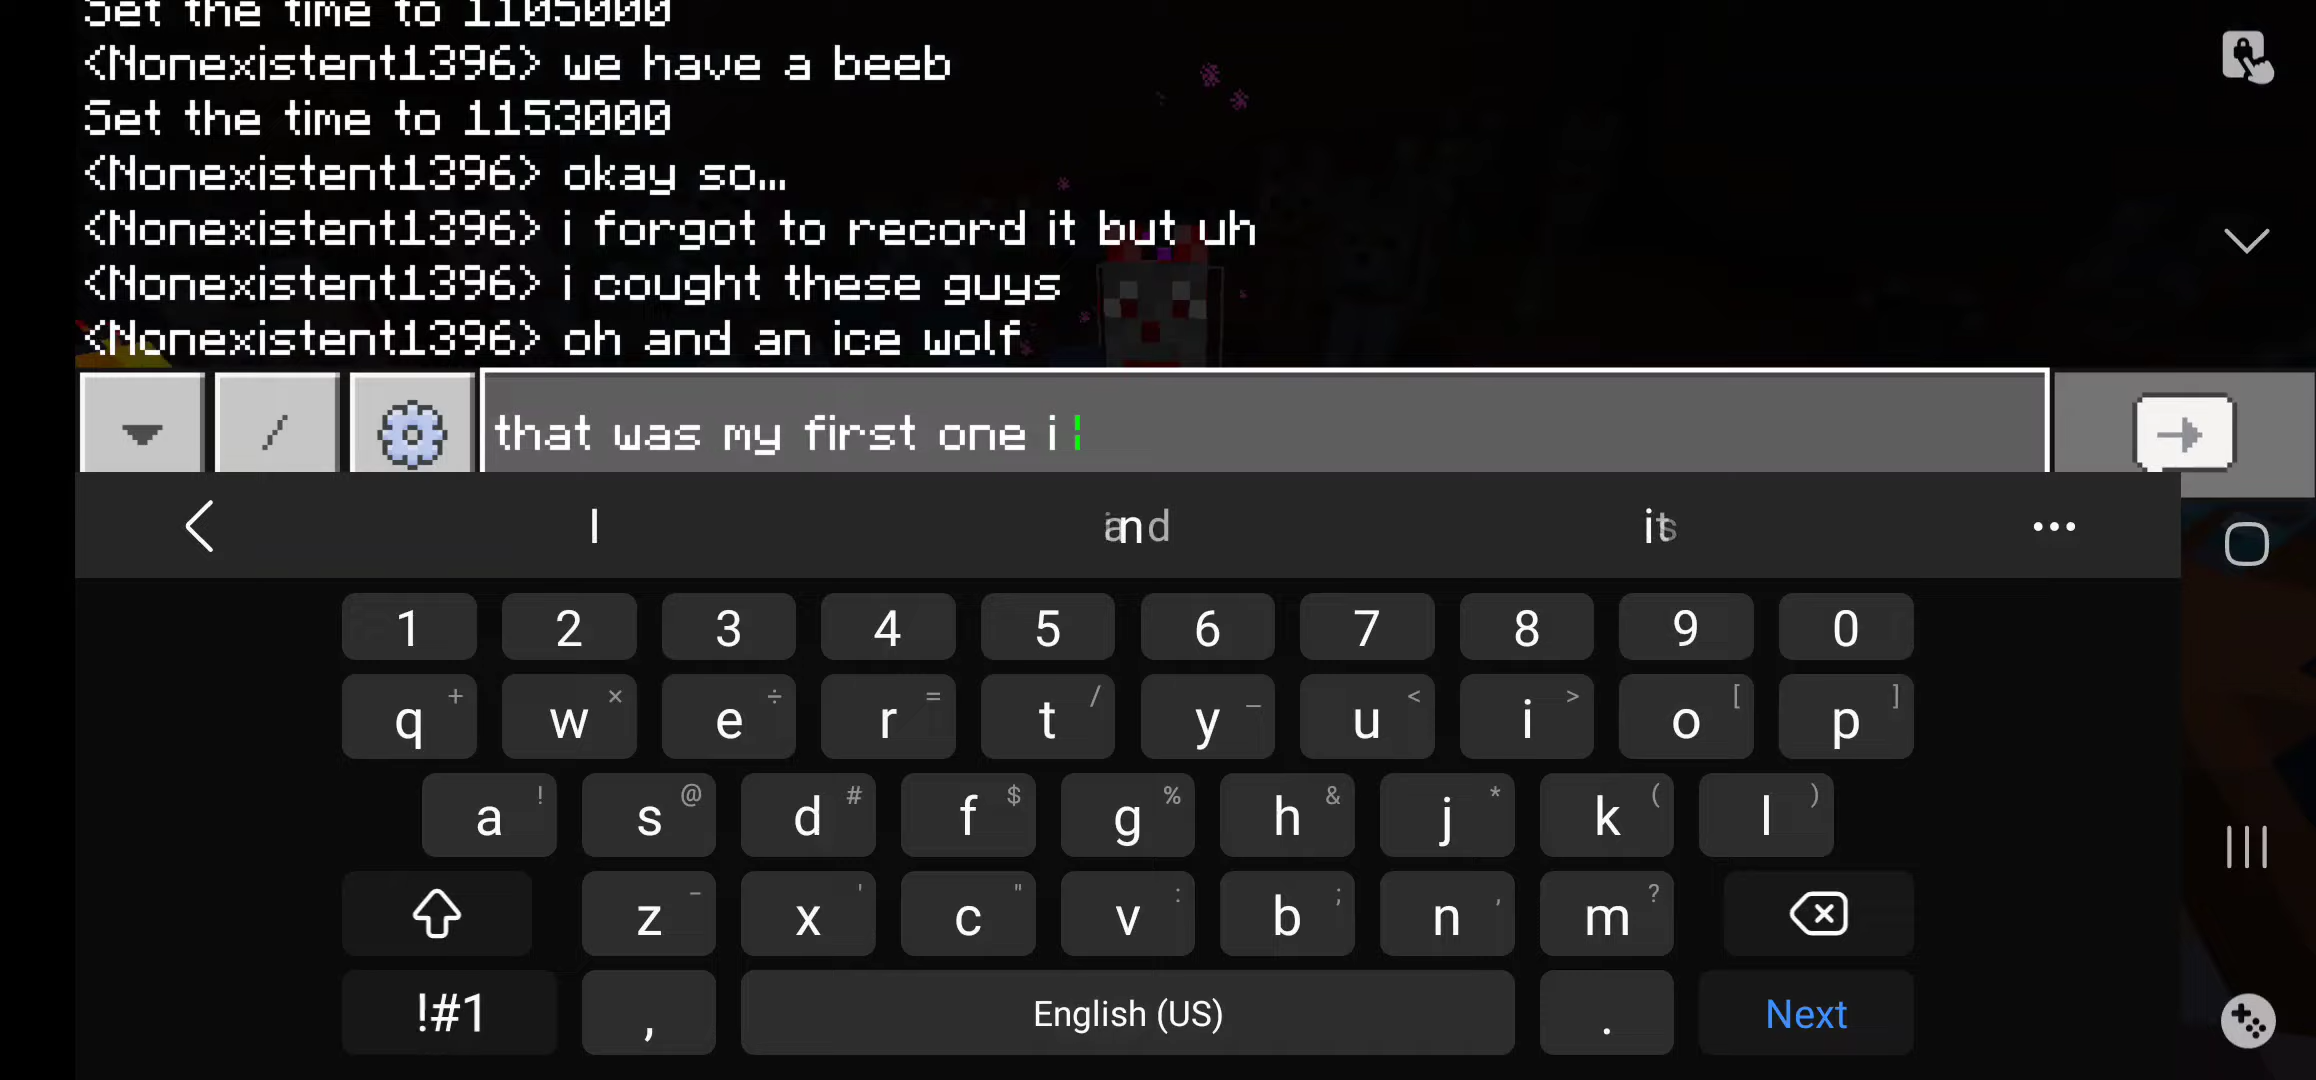 Set the time to 1105000
<Nonexistent1396> we have a beeb
Set the time to 1153000
<Nonexistent1396> okay so...
<Nonexistent1396> i forgot to record it but uh
<Nonexistent1396> i cought these guys
<Nonexistent1396> oh and an ice wolf
/ that was my first one i
I and it ...
1 2 3 4 5 6 7 8 9 0
q + w × e ÷ r = t / y _ u < i > o [ p ]
a ! s @ d # f $ g % h & j * k ( l )
z - x ' c " v : b ; n , m ?
!#1 , English (US) . Next